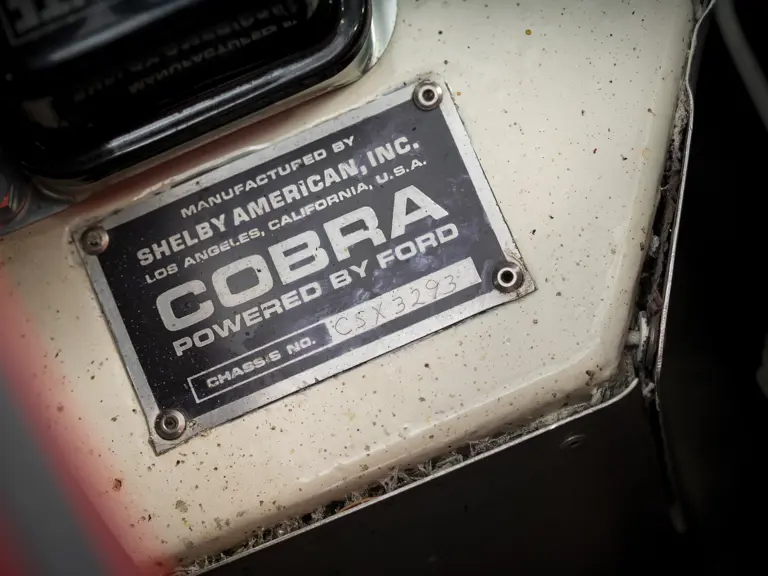 MANUFACTURED BY
SHELBY AMERICAN, INC.
LOS ANGELES, CALIFORNIA, U.S.A.
COBRA
POWERED BY FORD
CHASSIS NO. CSX3293